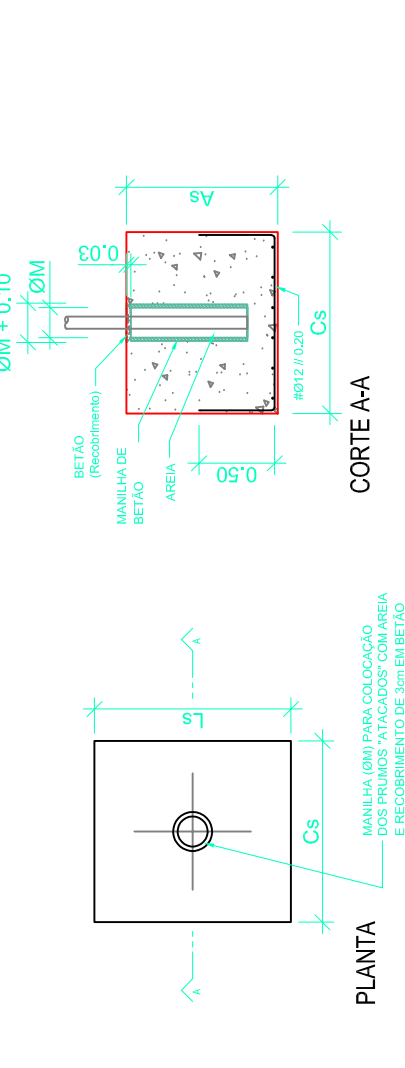 ØM + 0.10
ØM
0.03
As
BETÃO
(Recobrimento)
MANILHA DE
BETÃO
AREIA
0.50
#Ø12 // 0.20
Cs
CORTE A-A
A
A
Ls
Cs
MANILHA (ØM) PARA COLOCAÇÃO
DOS PRUMOS "ATACADOS" COM AREIA
E RECOBRIMENTO DE 3cm EM BETÃO
PLANTA